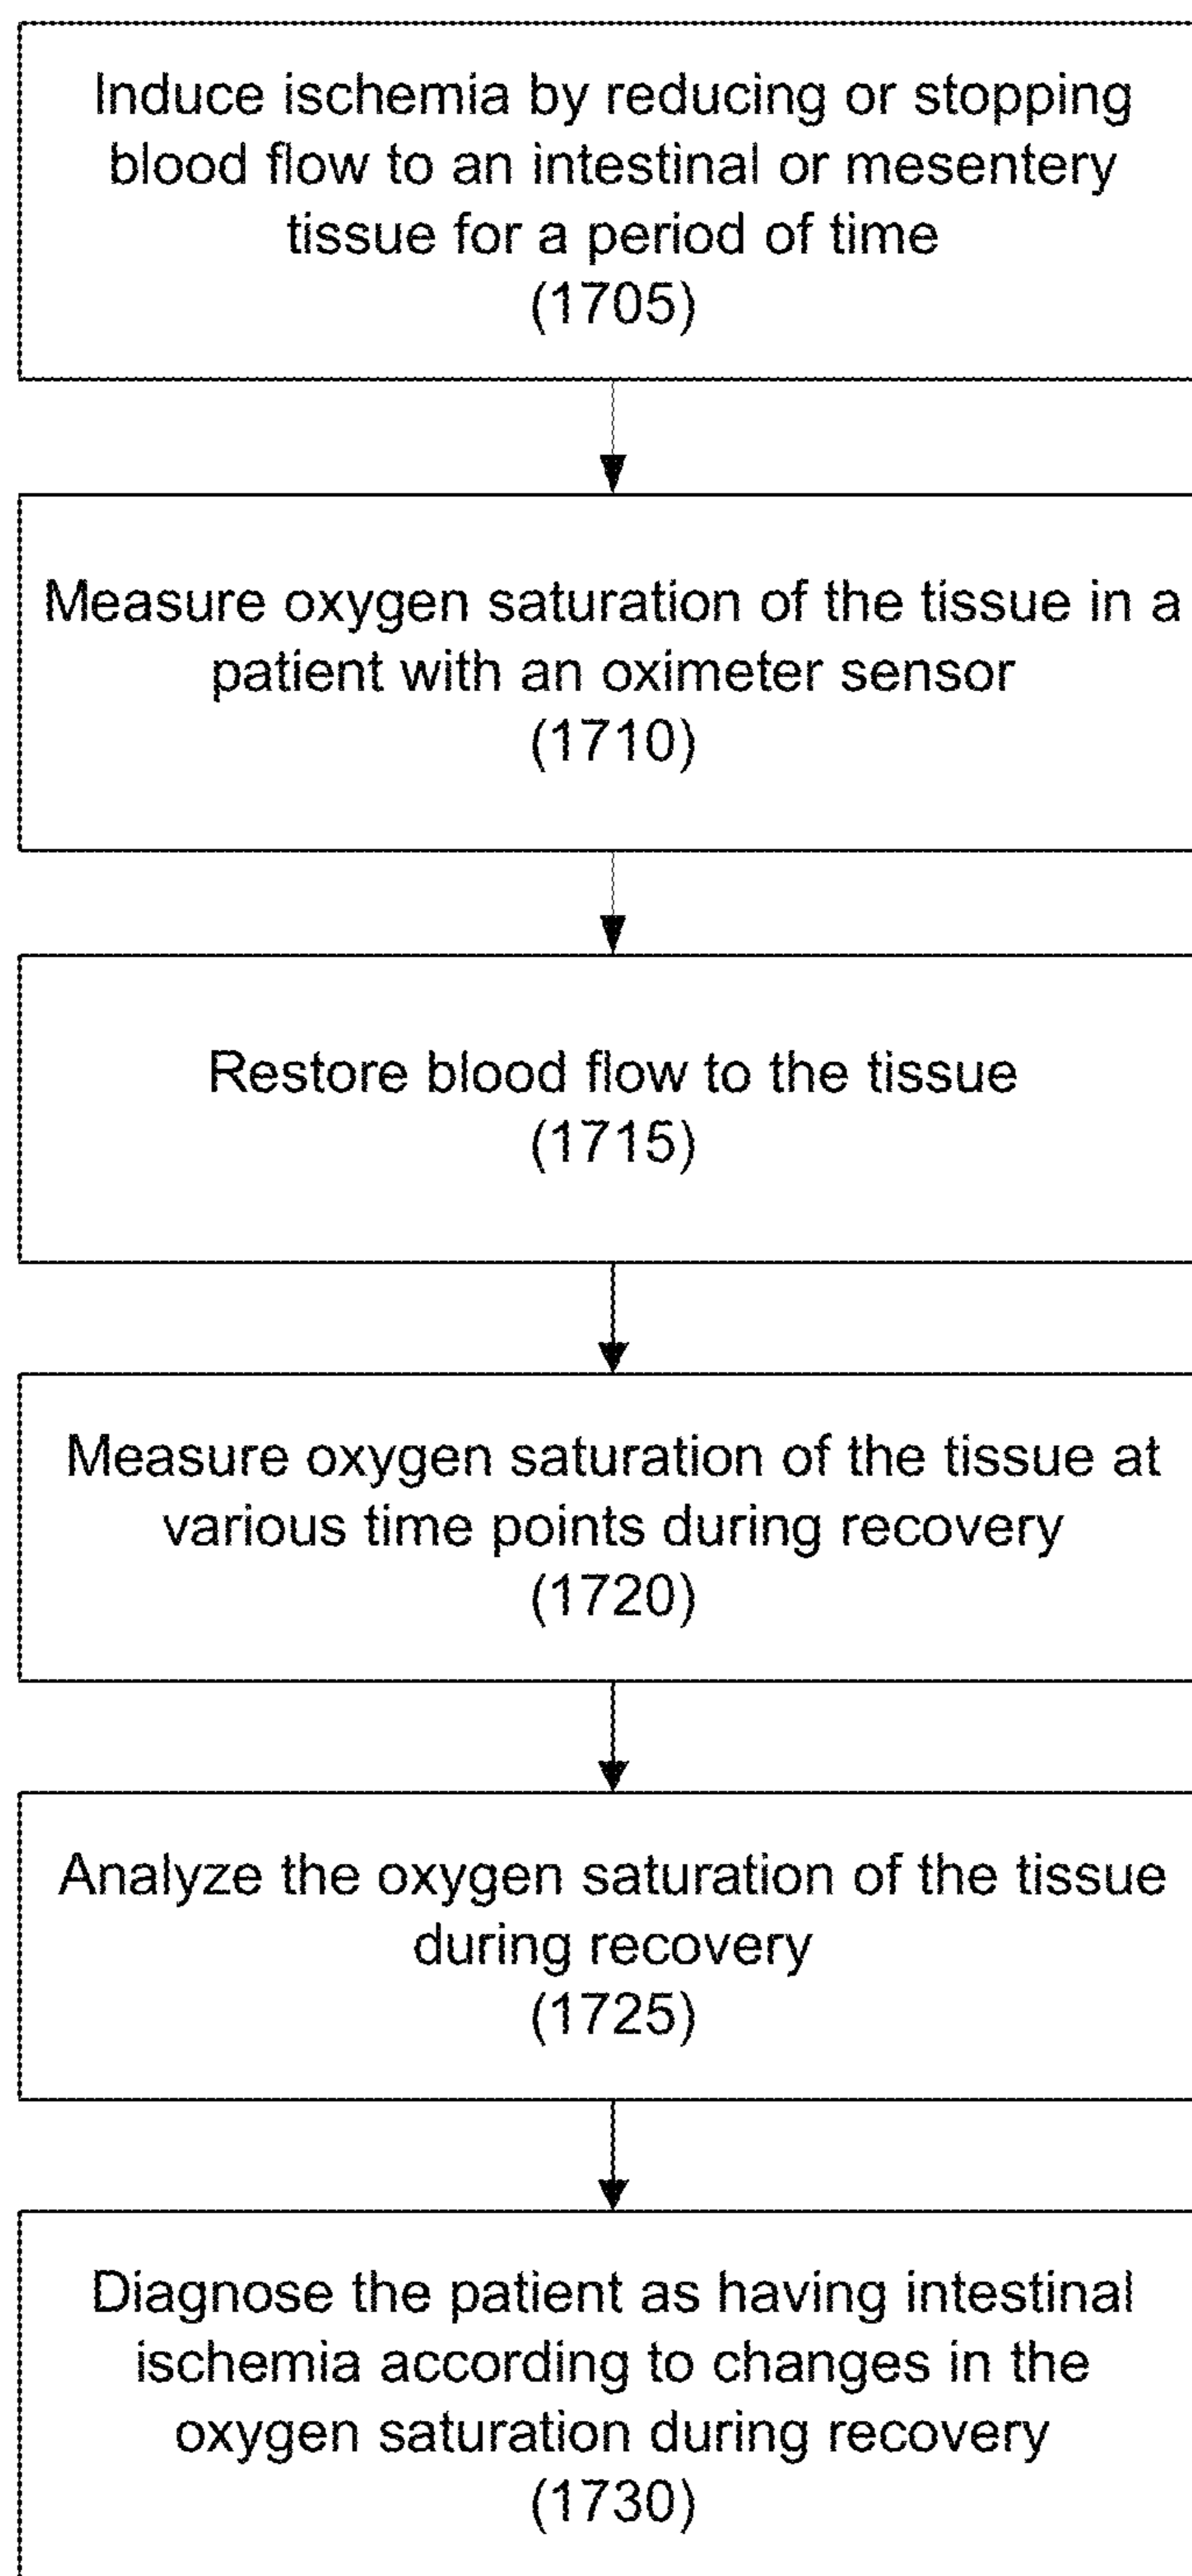 Induce ischemia by reducing or stopping
blood flow to an intestinal or mesentery
tissue for a period of time
(1705)
Measure oxygen saturation of the tissue in a
patient with an oximeter sensor
(1710)
Restore blood flow to the tissue
(1715)
Measure oxygen saturation of the tissue at
various time points during recovery
(1720)
Analyze the oxygen saturation of the tissue
during recovery
(1725)
Diagnose the patient as having intestinal
ischemia according to changes in the
oxygen saturation during recovery
(1730)